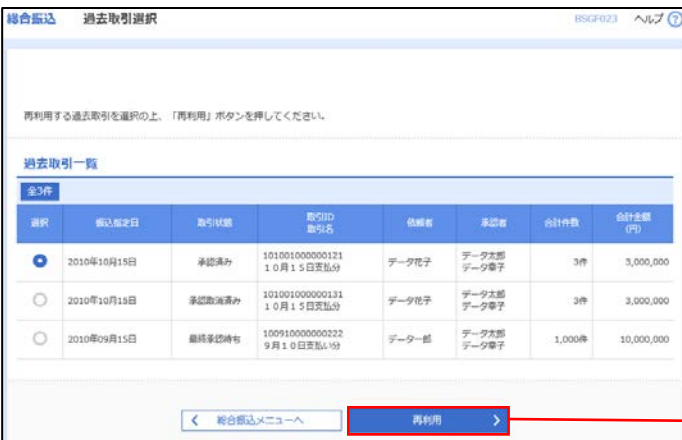 総合振込 過去取引選択 BSGF023 ヘルプ ?
再利用する過去取引を選択の上、「再利用」ボタンを押してください。
過去取引一覧
全3件
選択 振込指定日 取引状態 取引ID 依頼者 承認者 合計件数 合計金額
取引名 (円)
2010年10月15日 承認済み 101001000000121 データ花子 データ太郎 3件 3,000,000
10月15日支払分 データ幸子
2010年10月15日 承認取消済み 101001000000131 データ花子 データ太郎 3件 3,000,000
10月15日支払分 データ幸子
2010年09月15日 最終承認待ち 100910000000222 データ一郎 データ太郎 1,000件 10,000,000
9月10日支払い分 データ幸子
総合振込メニューへ 再利用